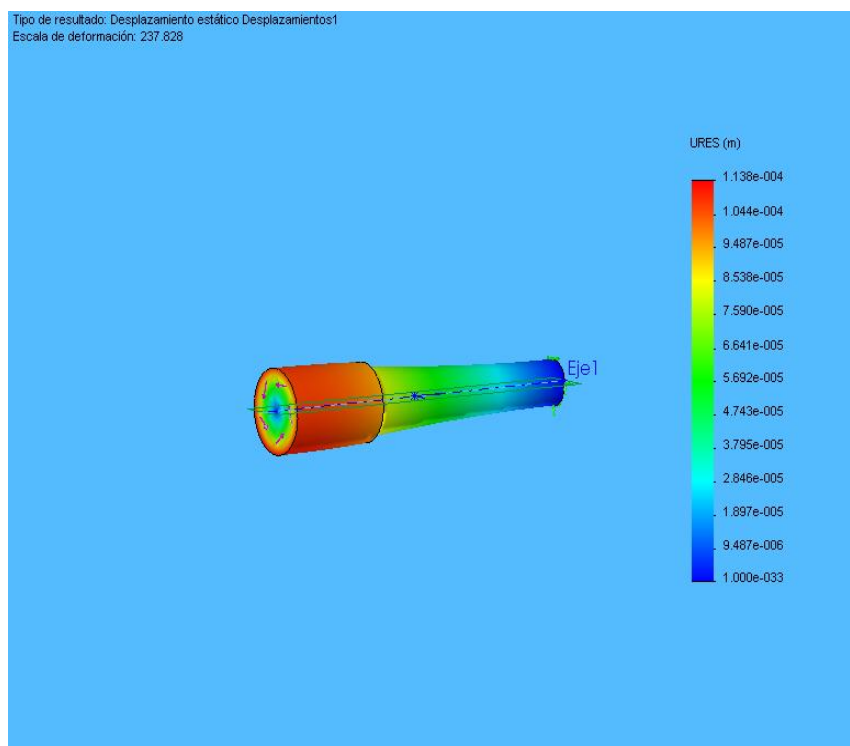 Tipo de resultado: Desplazamiento estático Desplazamientos1
Escala de deformación: 237.828
URES (m)
1.138e-004
1.044e-004
9.487e-005
8.538e-005
7.590e-005
6.641e-005
5.692e-005
4.743e-005
3.795e-005
2.846e-005
1.897e-005
9.487e-006
1.000e-033
Eje1